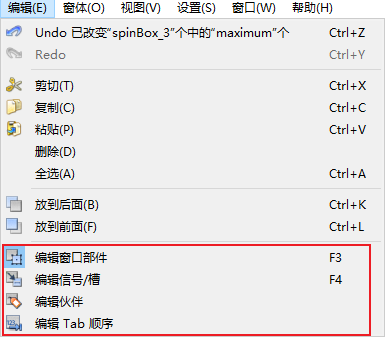 编辑(E) 窗体(O) 视图(V) 设置(S) 窗口(W) 帮助(H)
Undo 已改变“spinBox_3”个中的“maximum”个 Ctrl+Z
Redo Ctrl+Y
剪切(T) Ctrl+X
复制(C) Ctrl+C
粘贴(P) Ctrl+V
删除(D)
全选(A) Ctrl+A
放到后面(B) Ctrl+K
放到前面(F) Ctrl+L
编辑窗口部件 F3
编辑信号/槽 F4
编辑伙伴
编辑 Tab 顺序